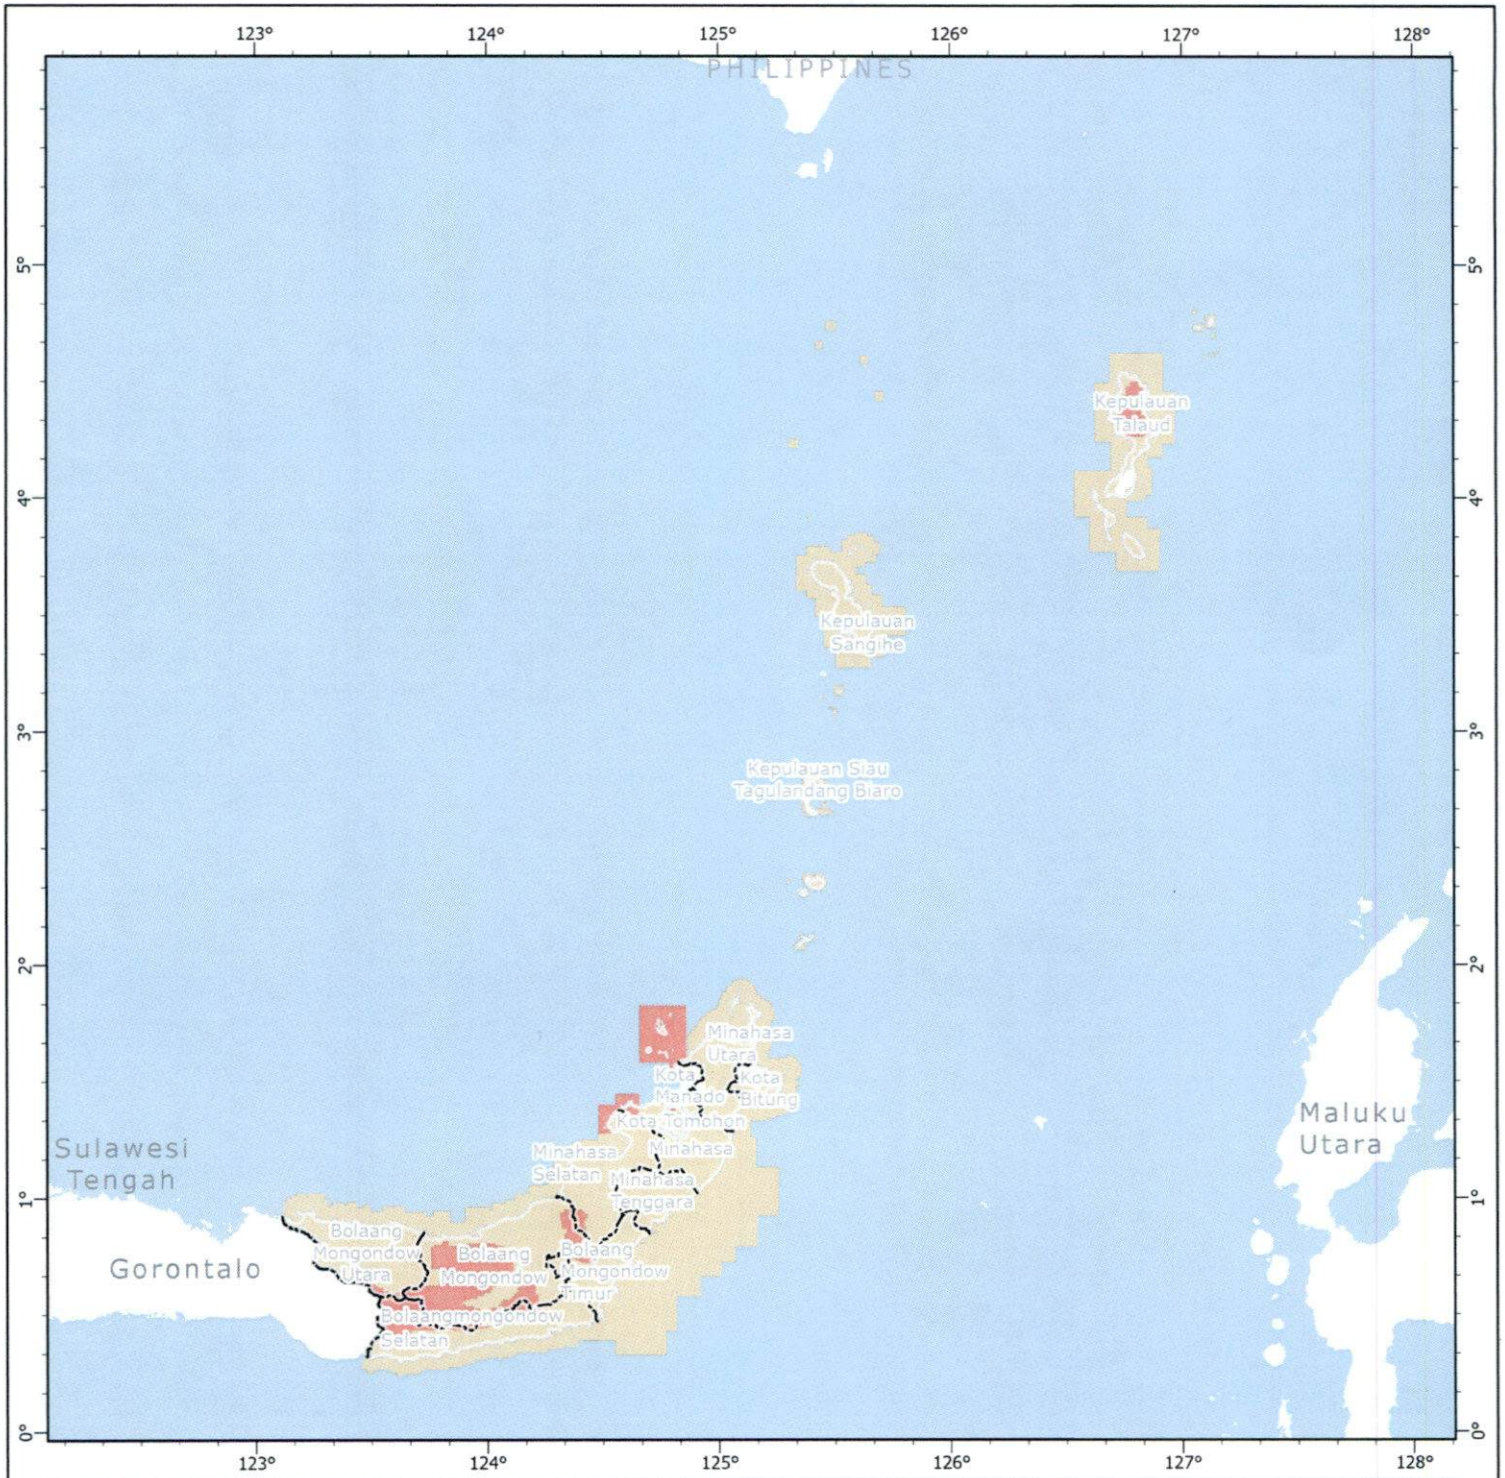 123° 124° 125° 126° 127° 128°
PHILIPPINES
5° 5°
Kepulauan
Talaud
4° 4°
Kepulauan
Sangihe
3° 3°
Kepulauan Siau
Tagulandang Biaro
2° 2°
Minahasa
Utara
Kota
Manado
Kota
Bitung
Kota Tomohon
Maluku
Utara
Sulawesi
Tengah
Minahasa
Selatan
Minahasa
Minahasa
Tenggara
1° 1°
Bolaang
Mongondow
Utara
Bolaang
Mongondow
Bolaang
Mongondow
Timur
Gorontalo
Bolaangmongondow
Selatan
0° 0°
123° 124° 125° 126° 127° 128°